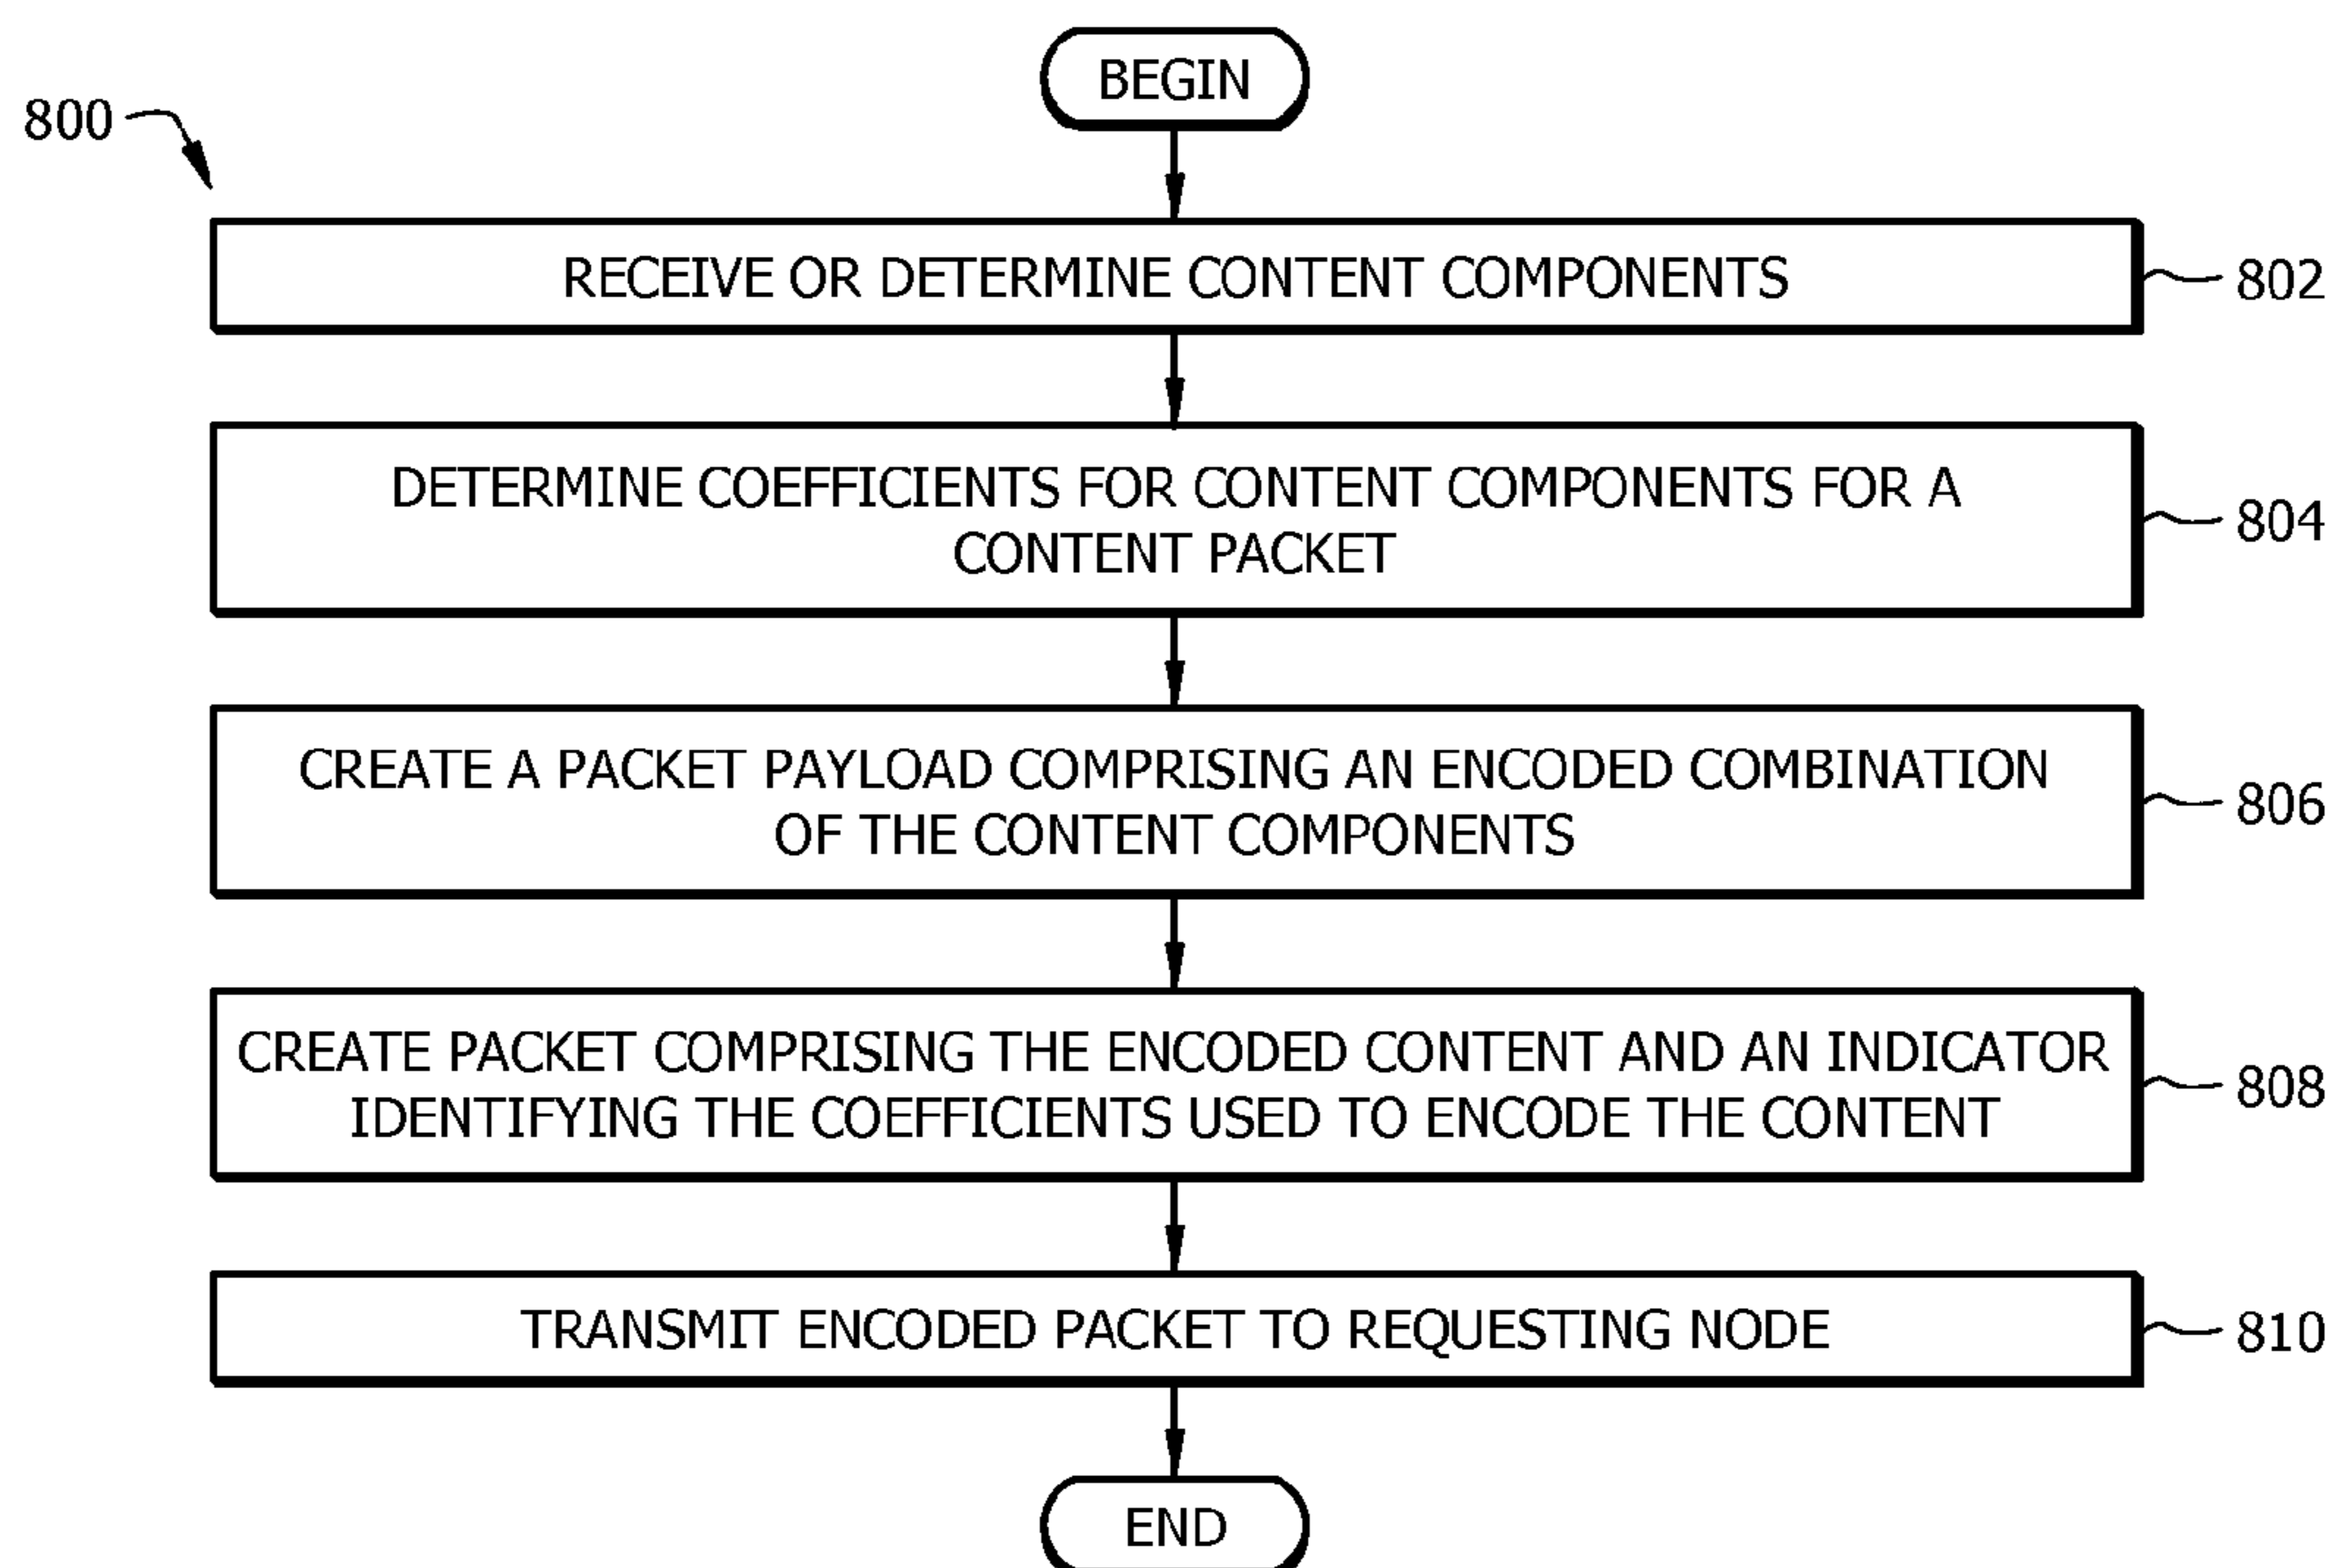 BEGIN
800
RECEIVE OR DETERMINE CONTENT COMPONENTS
802
DETERMINE COEFFICIENTS FOR CONTENT COMPONENTS FOR A
CONTENT PACKET
804
CREATE A PACKET PAYLOAD COMPRISING AN ENCODED COMBINATION
OF THE CONTENT COMPONENTS
806
CREATE PACKET COMPRISING THE ENCODED CONTENT AND AN INDICATOR
IDENTIFYING THE COEFFICIENTS USED TO ENCODE THE CONTENT
808
TRANSMIT ENCODED PACKET TO REQUESTING NODE
810
END